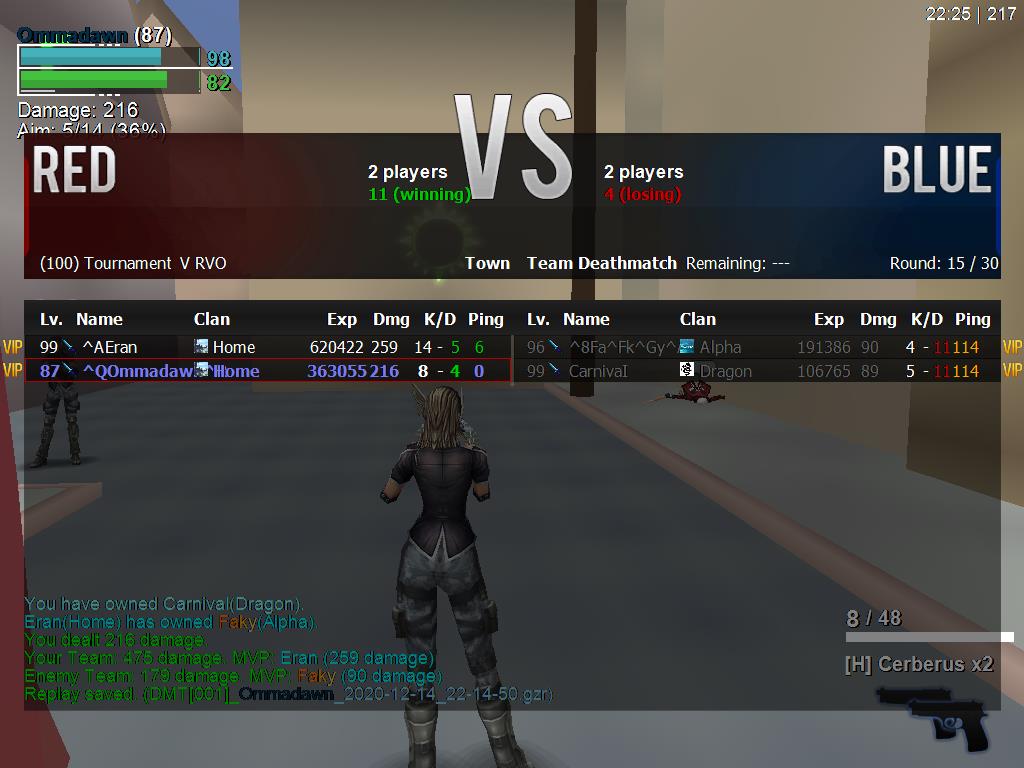 22:25 | 217
Ommadawn (87)
98
82
Damage: 216
Aim: 5/14 (36%)
RED VS BLUE
2 players 2 players
11 (winning) 4 (losing)
(100) Tournament V RVO Town Team Deathmatch Remaining: --- Round: 15 / 30
Lv. Name Clan Exp Dmg K/D Ping Lv. Name Clan Exp Dmg K/D Ping
VIP 99 ^AEran Home 620422 259 14 - 5 6 96 ^8Fa^Fk^Gy^ Alpha 191386 90 4 - 11 114 VIP
VIP 87 ^QOmmadaw Home 363055 216 8 - 4 0 99 CarnivaI Dragon 106765 89 5 - 11 114 VIP
You have owned Carnival(Dragon).
Eran(Home) has owned Faky(Alpha).
You dealt 216 damage.
Your Team: 475 damage. MVP: Eran (259 damage)
Enemy Team: 179 damage. MVP: Faky (90 damage)
Replay saved. (DMT[001]_Ommadawn_2020-12-14_22-14-50.gzr)
8 / 48
[H] Cerberus x2